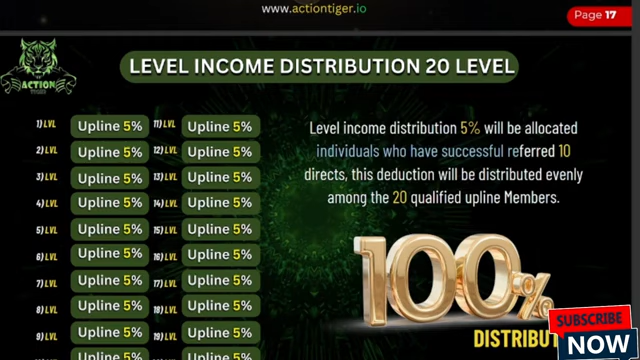 www.actiontiger.io
Page 17
ACTION
LEVEL INCOME DISTRIBUTION 20 LEVEL
1) LVL Upline 5% 11) LVL Upline 5%
2) LVL Upline 5% 12) LVL Upline 5%
3) LVL Upline 5% 13) LVL Upline 5%
4) LVL Upline 5% 14) LVL Upline 5%
5) LVL Upline 5% 15) LVL Upline 5%
6) LVL Upline 5% 16) LVL Upline 5%
7) LVL Upline 5% 17) LVL Upline 5%
8) LVL Upline 5% 18) LVL Upline 5%
9) LVL Upline 5% 19) LVL Upline 5%
Upline 5% Upline 5%
Level income distribution 5% will be allocated
individuals who have successful referred 10
directs, this deduction will be distributed evenly
among the 20 qualified upline Members.
100%
DISTRIBUT
SUBSCRIBE
NOW